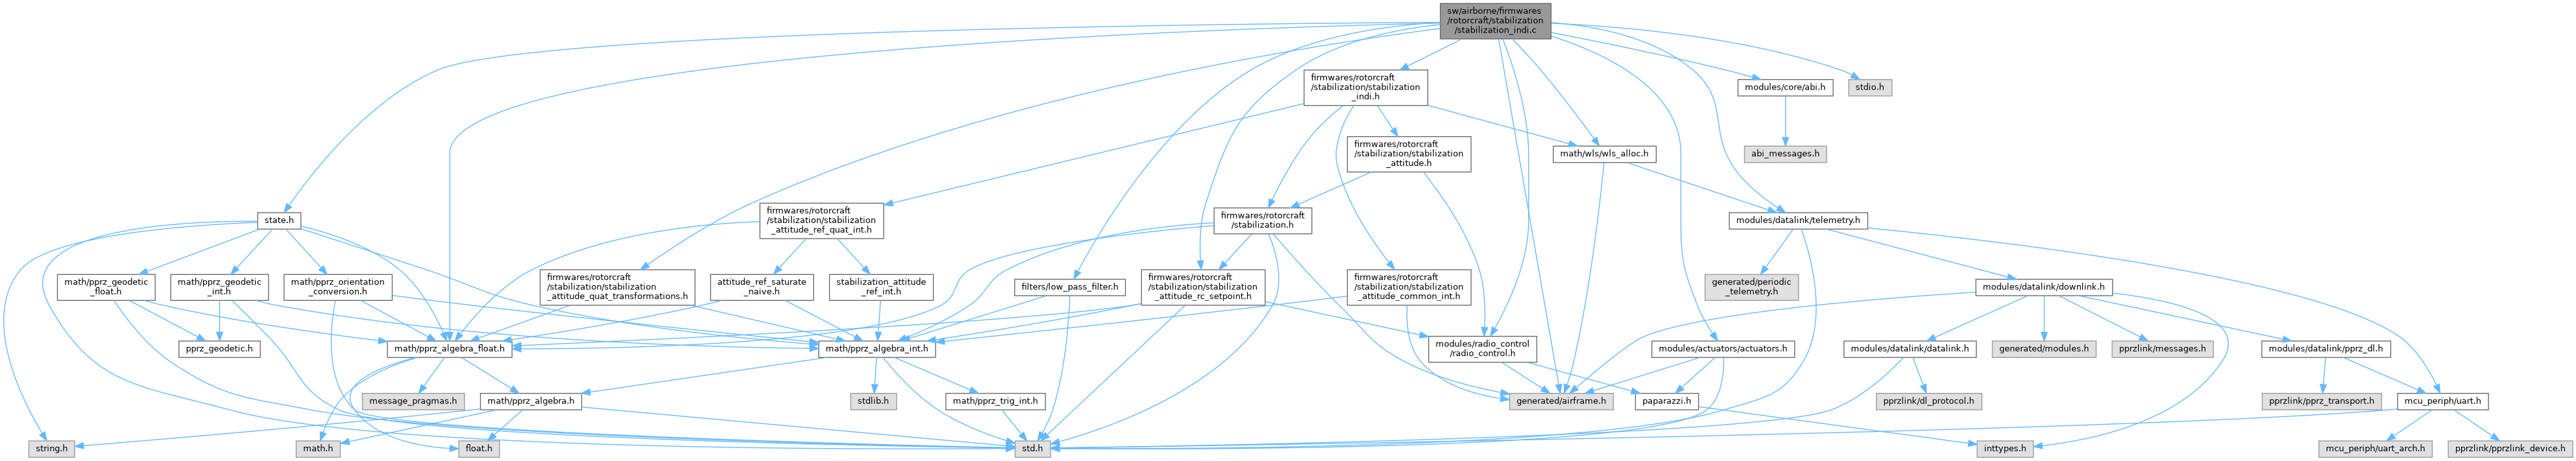 sw/airborne/firmwares
/rotorcraft/stabilization
/stabilization_indi.c
firmwares/rotorcraft
/stabilization/stabilization
_indi.h
modules/core/abi.h
stdio.h
firmwares/rotorcraft
/stabilization/stabilization
_attitude.h
math/wls/wls_alloc.h
abi_messages.h
state.h
firmwares/rotorcraft
/stabilization/stabilization
_attitude_ref_quat_int.h
firmwares/rotorcraft
/stabilization.h
modules/datalink/telemetry.h
math/pprz_geodetic
_float.h
math/pprz_geodetic
_int.h
math/pprz_orientation
_conversion.h
firmwares/rotorcraft
/stabilization/stabilization
_attitude_quat_transformations.h
attitude_ref_saturate
_naive.h
stabilization_attitude
_ref_int.h
filters/low_pass_filter.h
firmwares/rotorcraft
/stabilization/stabilization
_attitude_rc_setpoint.h
firmwares/rotorcraft
/stabilization/stabilization
_attitude_common_int.h
generated/periodic
_telemetry.h
modules/datalink/downlink.h
pprz_geodetic.h
math/pprz_algebra_float.h
math/pprz_algebra_int.h
modules/radio_control
/radio_control.h
modules/actuators/actuators.h
modules/datalink/datalink.h
generated/modules.h
pprzlink/messages.h
modules/datalink/pprz_dl.h
message_pragmas.h
math/pprz_algebra.h
stdlib.h
math/pprz_trig_int.h
generated/airframe.h
paparazzi.h
pprzlink/dl_protocol.h
pprzlink/pprz_transport.h
mcu_periph/uart.h
string.h
math.h
float.h
std.h
inttypes.h
mcu_periph/uart_arch.h
pprzlink/pprzlink_device.h